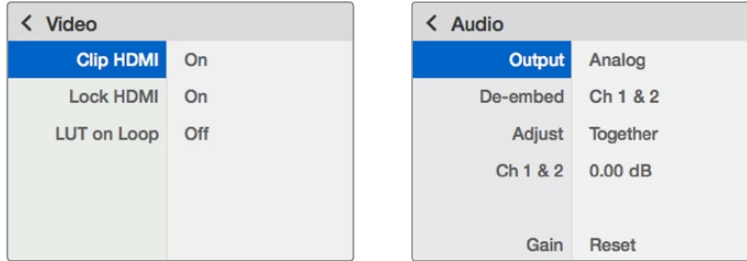 < Video
Clip HDMI On
Lock HDMI On
LUT on Loop Off
< Audio
Output Analog
De-embed Ch 1 & 2
Adjust Together
Ch 1 & 2 0.00 dB
Gain Reset